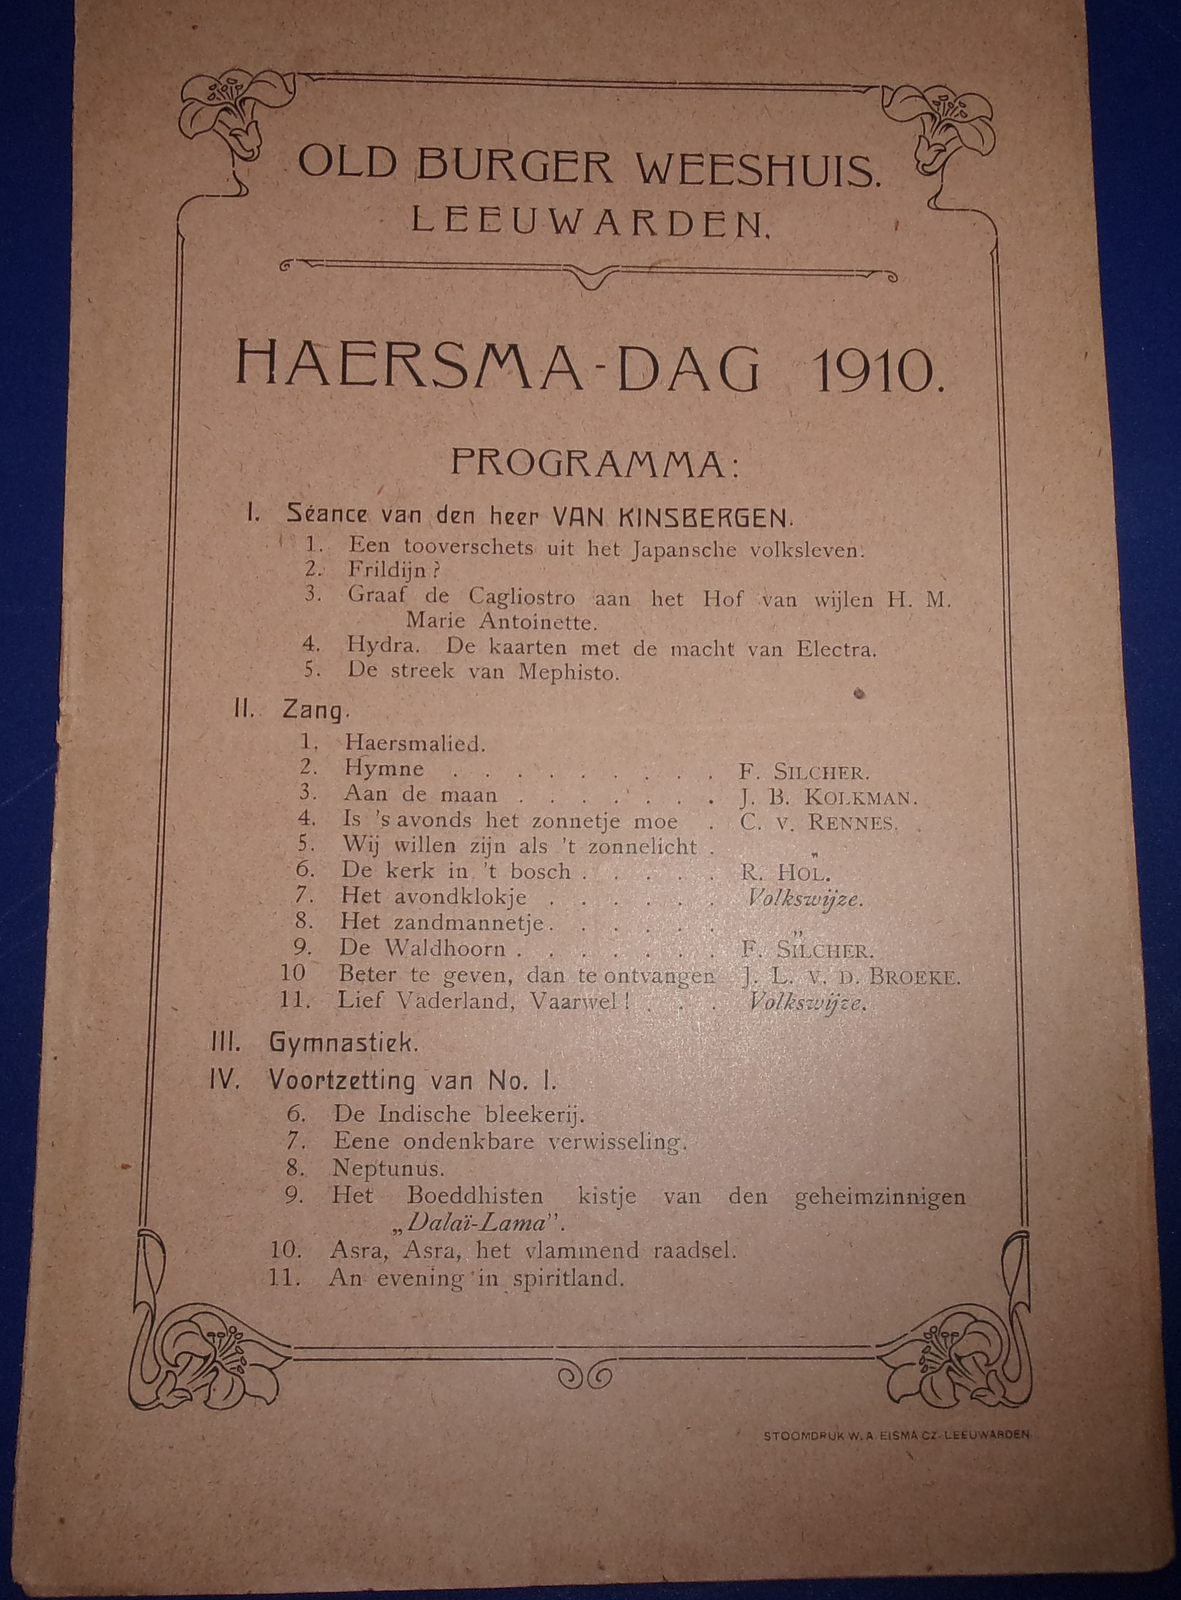 OLD BURGER WEESHUIS.
LEEUWARDEN.
HAERSMA-DAG 1910.
PROGRAMMA:
I. Séance van den heer VAN KINSBERGEN.
1. Een tooverschets uit het Japansche volksleven.
2. Frildijn?
3. Graaf de Cagliostro aan het Hof van wijlen H. M.
Marie Antoinette.
4. Hydra. De kaarten met de macht van Electra.
5. De streek van Mephisto.
II. Zang.
1. Haersmalied.
2. Hymne . . . . . . . . . . F. SILCHER.
3. Aan de maan . . . . . . . J. B. KOLKMAN.
4. Is 's avonds het zonnetje moe . C. v. RENNES.
5. Wij willen zijn als 't zonnelicht . „
6. De kerk in 't bosch . . . . . R. HOL.
7. Het avondklokje . . . . . . Volkswijze.
8. Het zandmannetje . . . . . . „
9. De Waldhoorn . . . . . . . F. SILCHER.
10 Beter te geven, dan te ontvangen J. L. v. D. BROEKE.
11. Lief Vaderland, Vaarwel! . . . Volkswijze.
III. Gymnastiek.
IV. Voortzetting van No. I.
6. De Indische bleekerij.
7. Eene ondenkbare verwisseling.
8. Neptunus.
9. Het Boeddhisten kistje van den geheimzinnigen
„Dalaï-Lama".
10. Asra, Asra, het vlammend raadsel.
11. An evening in spiritland.
STOOMDRUK W. A. EISMA CZ. LEEUWARDEN